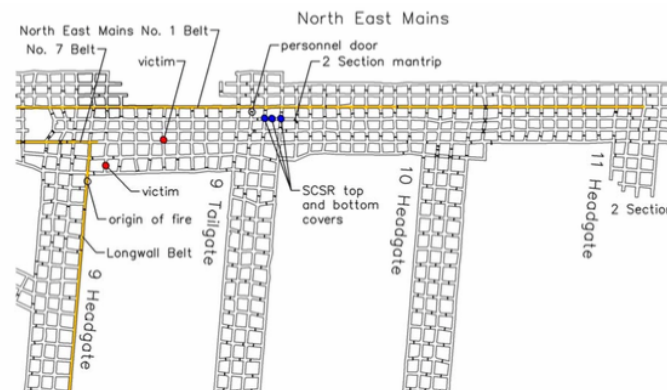 North East Mains
North East Mains No. 1 Belt
No. 7 Belt
victim
personnel door
2 Section mantrip
victim
origin of fire
Longwall Belt
9 Headgate
9 Tailgate
SCSR top
and bottom
covers
10 Headgate
11 Headgate
2 Section